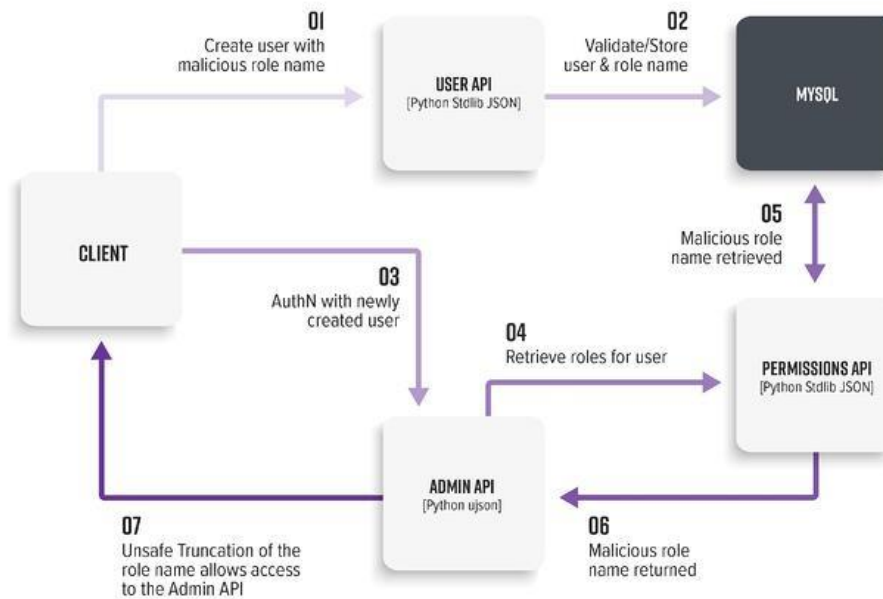 01
Create user with
malicious role name
02
Validate/Store
user & role name
USER API
[Python Stdlib JSON]
MYSQL
CLIENT
03
AuthN with newly
created user
05
Malicious role
name retrieved
04
Retrieve roles for user
PERMISSIONS API
[Python Stdlib JSON]
ADMIN API
[Python ujson]
07
Unsafe Truncation of the
role name allows access
to the Admin API
06
Malicious role
name returned